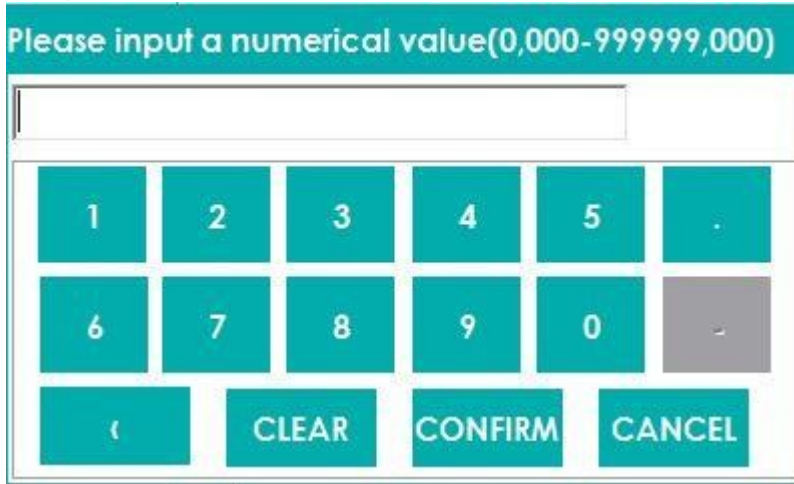 Please input a numerical value(0,000-999999,000)
1 2 3 4 5 .
6 7 8 9 0 -
‹ CLEAR CONFIRM CANCEL